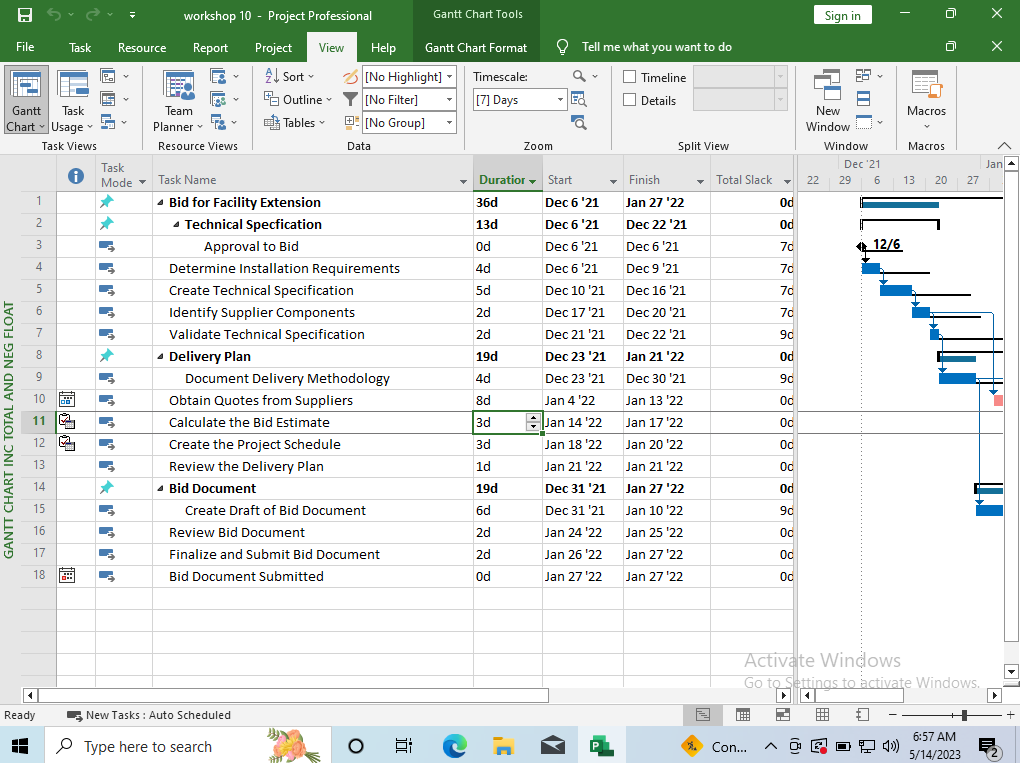 workshop 10 - Project Professional
Gantt Chart Tools
Sign in
File Task Resource Report Project View Help Gantt Chart Format Tell me what you want to do
Gantt Chart
Task Usage
Task Views
Team Planner
Resource Views
Sort
Outline
Tables
[No Highlight]
[No Filter]
[No Group]
Data
Timescale:
[7] Days
Zoom
Timeline
Details
Split View
New Window
Window
Macros
Macros
GANTT CHART INC TOTAL AND NEG FLOAT
Task Mode Task Name Duration Start Finish Total Slack
Dec '21 Jan
22 29 6 13 20 27
1 Bid for Facility Extension 36d Dec 6 '21 Jan 27 '22 0d
2 Technical Specfication 13d Dec 6 '21 Dec 22 '21 0d
3 Approval to Bid 0d Dec 6 '21 Dec 6 '21 7d
12/6
4 Determine Installation Requirements 4d Dec 6 '21 Dec 9 '21 7d
5 Create Technical Specification 5d Dec 10 '21 Dec 16 '21 7d
6 Identify Supplier Components 2d Dec 17 '21 Dec 20 '21 7d
7 Validate Technical Specification 2d Dec 21 '21 Dec 22 '21 9d
8 Delivery Plan 19d Dec 23 '21 Jan 21 '22 0d
9 Document Delivery Methodology 4d Dec 23 '21 Dec 30 '21 9d
10 Obtain Quotes from Suppliers 8d Jan 4 '22 Jan 13 '22 0d
11 Calculate the Bid Estimate 3d Jan 14 '22 Jan 17 '22 0d
12 Create the Project Schedule 3d Jan 18 '22 Jan 20 '22 0d
13 Review the Delivery Plan 1d Jan 21 '22 Jan 21 '22 0d
14 Bid Document 19d Dec 31 '21 Jan 27 '22 0d
15 Create Draft of Bid Document 6d Dec 31 '21 Jan 10 '22 9d
16 Review Bid Document 2d Jan 24 '22 Jan 25 '22 0d
17 Finalize and Submit Bid Document 2d Jan 26 '22 Jan 27 '22 0d
18 Bid Document Submitted 0d Jan 27 '22 Jan 27 '22 0d
Activate Windows
Go to Settings to activate Windows.
Ready New Tasks : Auto Scheduled
Type here to search
Con...
6:57 AM
5/14/2023
2